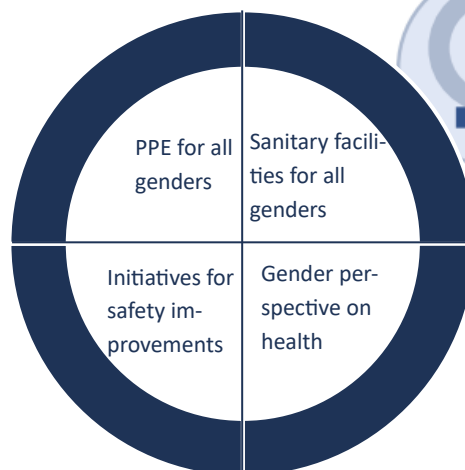 PPE for all
genders
Sanitary facili-
ties for all
genders
Initiatives for
safety im-
provements
Gender per-
spective on
health